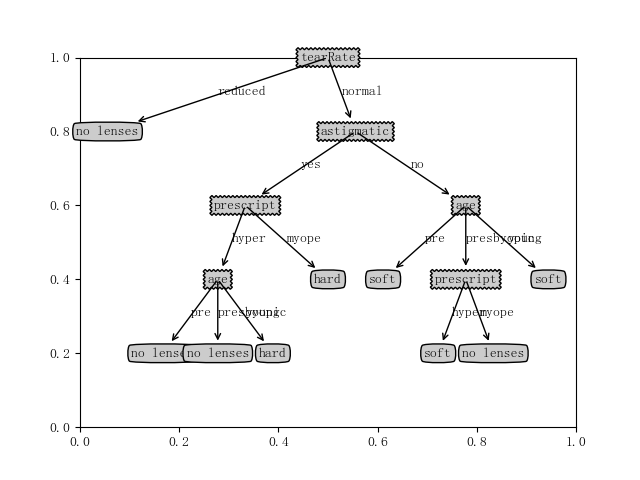 tearRate
1.0
reduced
normal
0.8
no lenses
astigmatic
yes
no
0.6
prescript
age
hyper
myope
pre
presbyopic
young
0.4
age
hard
soft
prescript
soft
pre
presbyopic
young
hyper
myope
0.2
no lenses
no lenses
hard
soft
no lenses
0.0
0.0
0.2
0.4
0.6
0.8
1.0